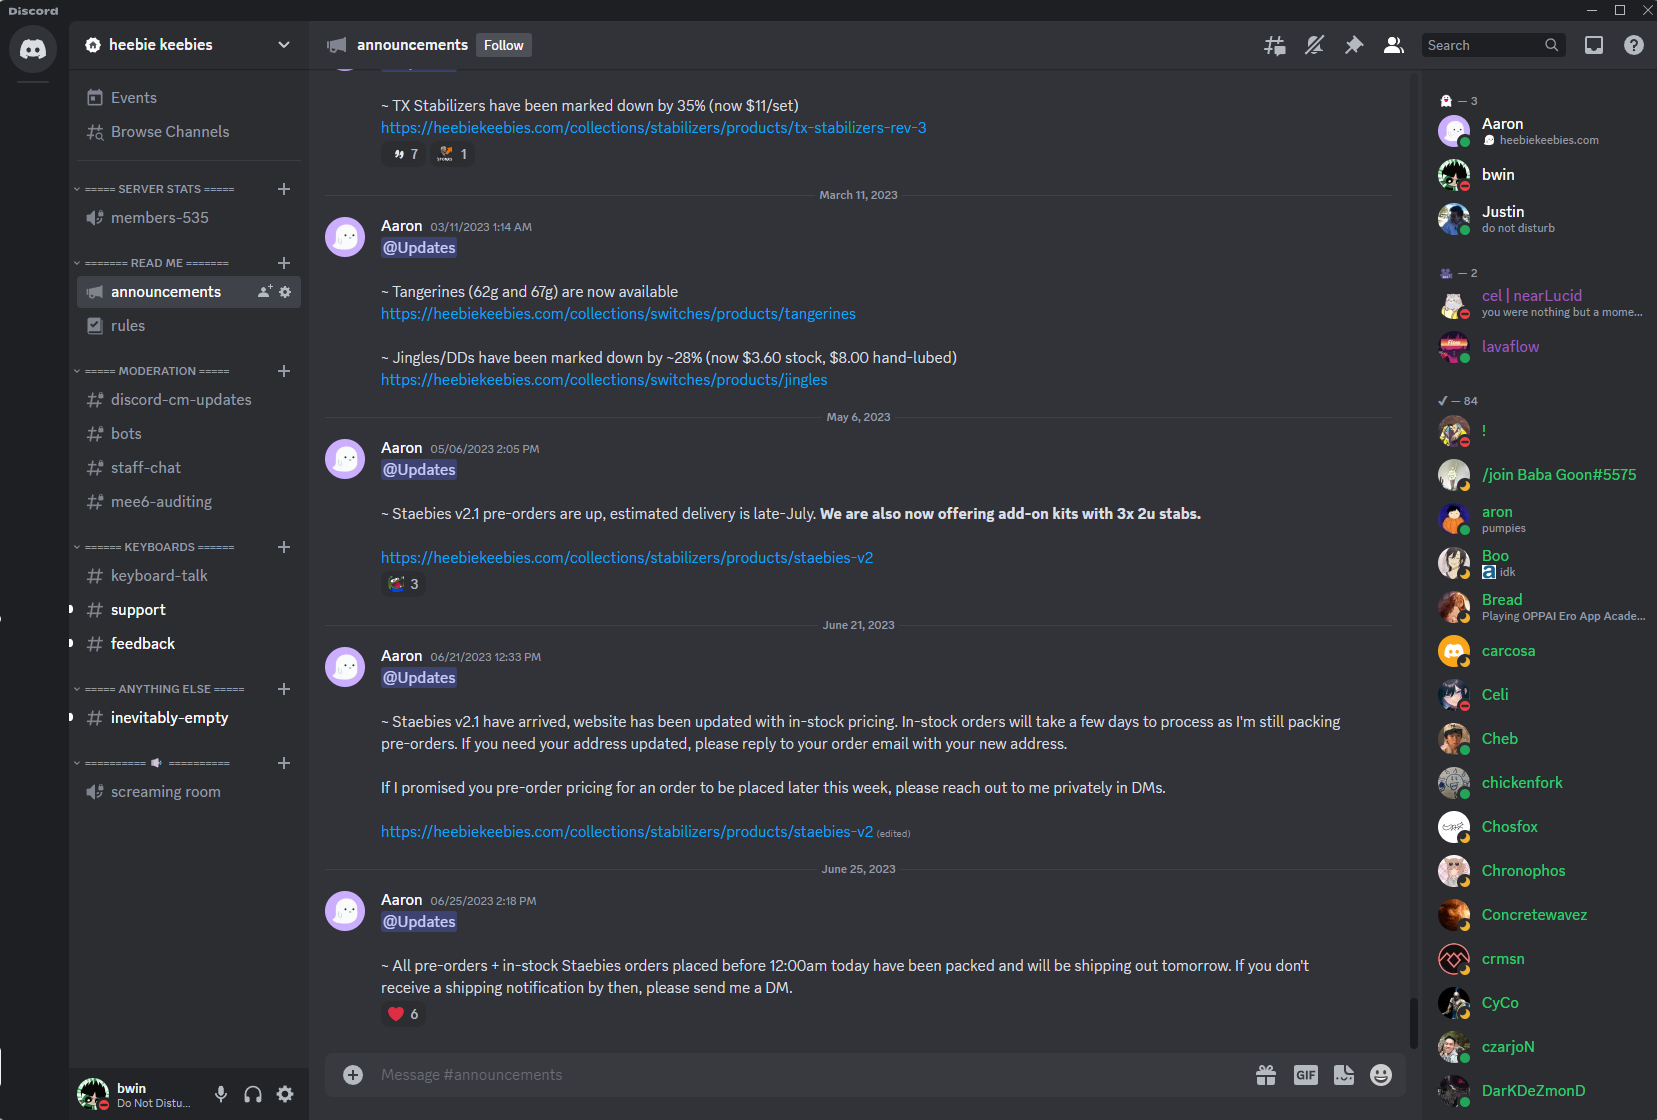 Discord
heebie keebies
Events
Browse Channels
===== SERVER STATS =====
members-535
======= READ ME =======
announcements
rules
===== MODERATION =====
discord-cm-updates
bots
staff-chat
mee6-auditing
====== KEYBOARDS ======
keyboard-talk
support
feedback
===== ANYTHING ELSE =====
inevitably-empty
========== ==========
screaming room
bwin
Do Not Distu...
announcements
Follow
Search
~ TX Stabilizers have been marked down by 35% (now $11/set)
https://heebiekeebies.com/collections/stabilizers/products/tx-stabilizers-rev-3
7 1
March 11, 2023
Aaron 03/11/2023 1:14 AM
@Updates
~ Tangerines (62g and 67g) are now available
https://heebiekeebies.com/collections/switches/products/tangerines
~ Jingles/DDs have been marked down by ~28% (now $3.60 stock, $8.00 hand-lubed)
https://heebiekeebies.com/collections/switches/products/jingles
May 6, 2023
Aaron 05/06/2023 2:05 PM
@Updates
~ Staebies v2.1 pre-orders are up, estimated delivery is late-July. We are also now offering add-on kits with 3x 2u stabs.
https://heebiekeebies.com/collections/stabilizers/products/staebies-v2
3
June 21, 2023
Aaron 06/21/2023 12:33 PM
@Updates
~ Staebies v2.1 have arrived, website has been updated with in-stock pricing. In-stock orders will take a few days to process as I'm still packing
pre-orders. If you need your address updated, please reply to your order email with your new address.
If I promised you pre-order pricing for an order to be placed later this week, please reach out to me privately in DMs.
https://heebiekeebies.com/collections/stabilizers/products/staebies-v2 (edited)
June 25, 2023
Aaron 06/25/2023 2:18 PM
@Updates
~ All pre-orders + in-stock Staebies orders placed before 12:00am today have been packed and will be shipping out tomorrow. If you don't
receive a shipping notification by then, please send me a DM.
6
Message #announcements
GIF
— 3
Aaron
heebiekeebies.com
bwin
Justin
do not disturb
— 2
cel | nearLucid
you were nothing but a mome...
lavaflow
✓ — 84
!
/join Baba Goon#5575
aron
pumpies
Boo
idk
Bread
Playing OPPAI Ero App Acade...
carcosa
Celi
Cheb
chickenfork
Chosfox
Chronophos
Concretewavez
crmsn
CyCo
czarjoN
DarKDeZmonD